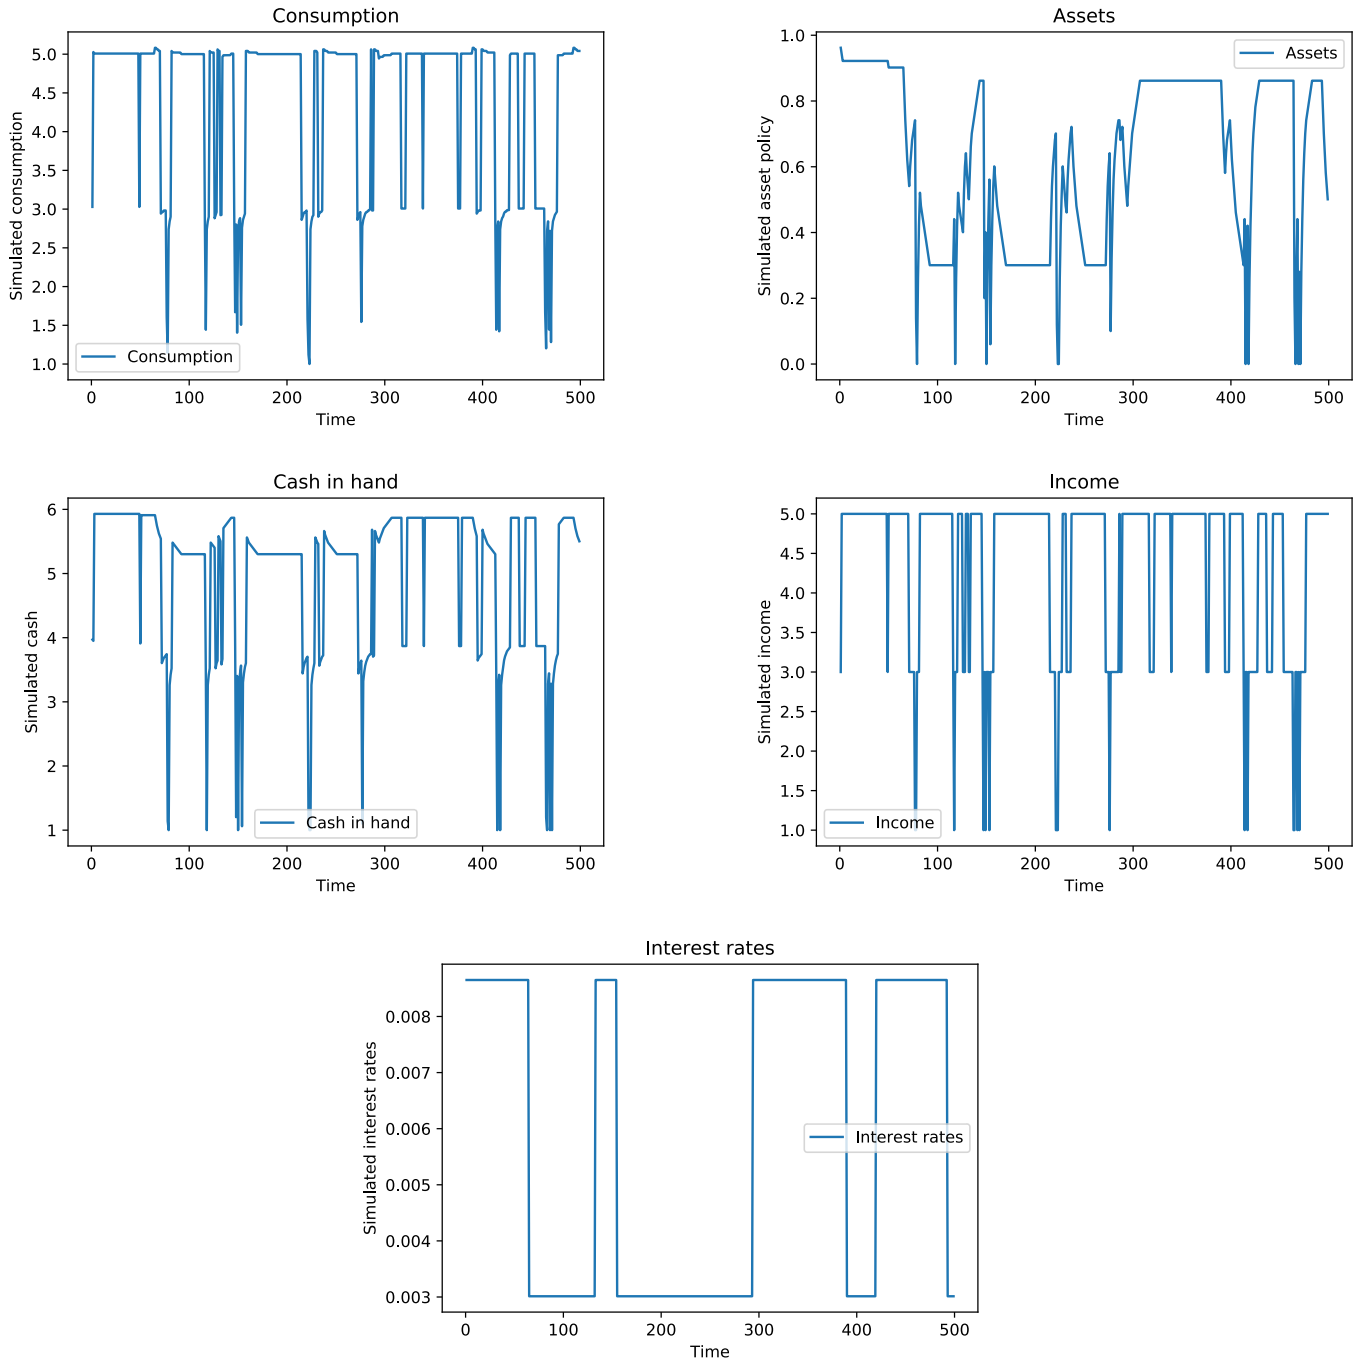 Consumption
Simulated consumption
5.0
4.5
4.0
3.5
3.0
2.5
2.0
1.5
1.0
Consumption
0 100 200 300 400 500
Time
Assets
Simulated asset policy
1.0
0.8
0.6
0.4
0.2
0.0
Assets
0 100 200 300 400 500
Time
Cash in hand
Simulated cash
6
5
4
3
2
1
Cash in hand
0 100 200 300 400 500
Time
Income
Simulated income
5.0
4.5
4.0
3.5
3.0
2.5
2.0
1.5
1.0
Income
0 100 200 300 400 500
Time
Interest rates
Simulated interest rates
0.008
0.007
0.006
0.005
0.004
0.003
Interest rates
0 100 200 300 400 500
Time